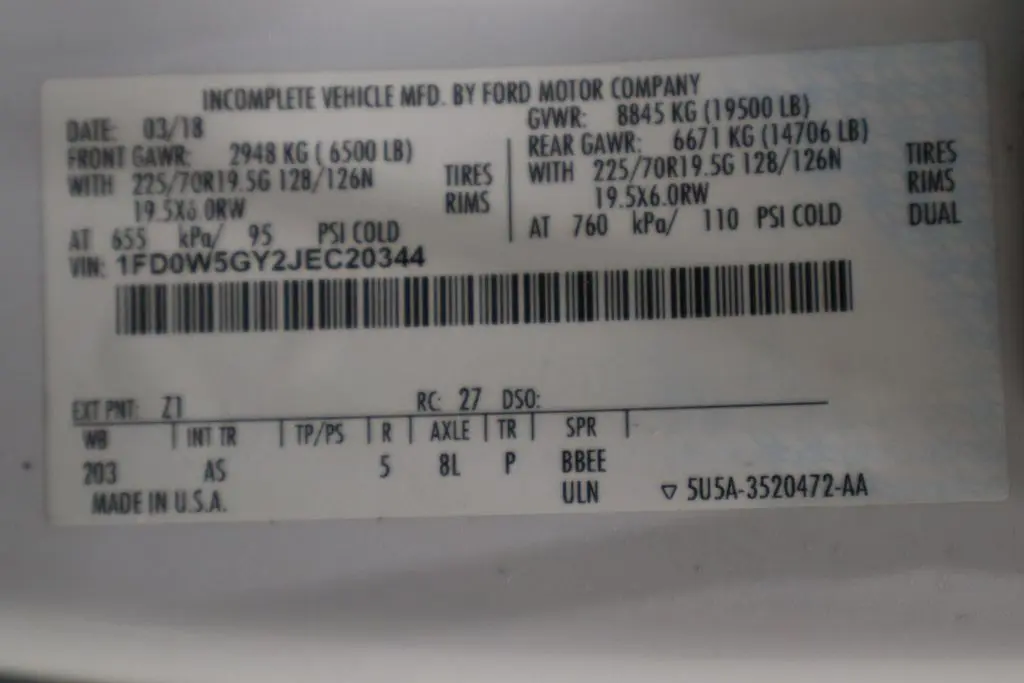 INCOMPLETE VEHICLE MFD. BY FORD MOTOR COMPANY
DATE: 03/18 GVWR: 8845 KG (19500 LB)
FRONT GAWR: 2948 KG ( 6500 LB) REAR GAWR: 6671 KG (14706 LB)
WITH 225/70R19.5G 128/126N TIRES WITH 225/70R19.5G 128/126N TIRES
19.5X6.0RW RIMS 19.5X6.0RW RIMS
AT 655 kPa/ 95 PSI COLD AT 760 kPa/ 110 PSI COLD DUAL
VIN: 1FD0W5GY2JEC20344
EXT PNT: Z1 RC: 27 DSO:
WB INT TR TP/PS R AXLE TR SPR
203 AS 5 8L P BBEE
MADE IN U.S.A. ULN ▽ 5U5A-3520472-AA